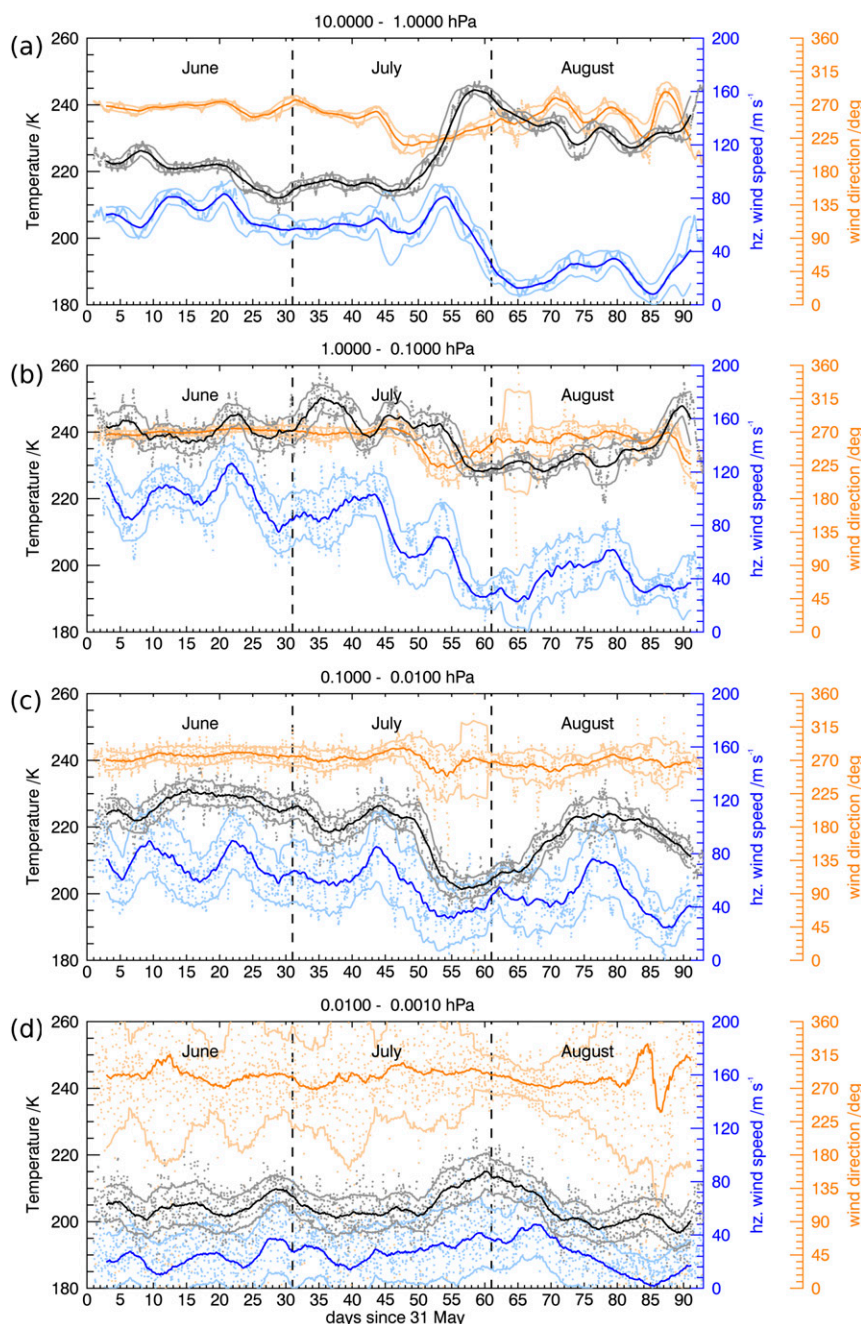 10.0000 - 1.0000 hPa
(a)
260
240
220
200
180
Temperature /K
June
July
August
200
160
120
80
40
0
hz. wind speed /m s-1
360
315
270
225
180
135
90
45
0
wind direction /deg
0 5 10 15 20 25 30 35 40 45 50 55 60 65 70 75 80 85 90
1.0000 - 0.1000 hPa
(b)
260
240
220
200
180
Temperature /K
June
July
August
200
160
120
80
40
0
hz. wind speed /m s-1
360
315
270
225
180
135
90
45
0
wind direction /deg
0 5 10 15 20 25 30 35 40 45 50 55 60 65 70 75 80 85 90
0.1000 - 0.0100 hPa
(c)
260
240
220
200
180
Temperature /K
June
July
August
200
160
120
80
40
0
hz. wind speed /m s-1
360
315
270
225
180
135
90
45
0
wind direction /deg
0 5 10 15 20 25 30 35 40 45 50 55 60 65 70 75 80 85 90
0.0100 - 0.0010 hPa
(d)
260
240
220
200
180
Temperature /K
June
July
August
200
160
120
80
40
0
hz. wind speed /m s-1
360
315
270
225
180
135
90
45
0
wind direction /deg
0 5 10 15 20 25 30 35 40 45 50 55 60 65 70 75 80 85 90
days since 31 May